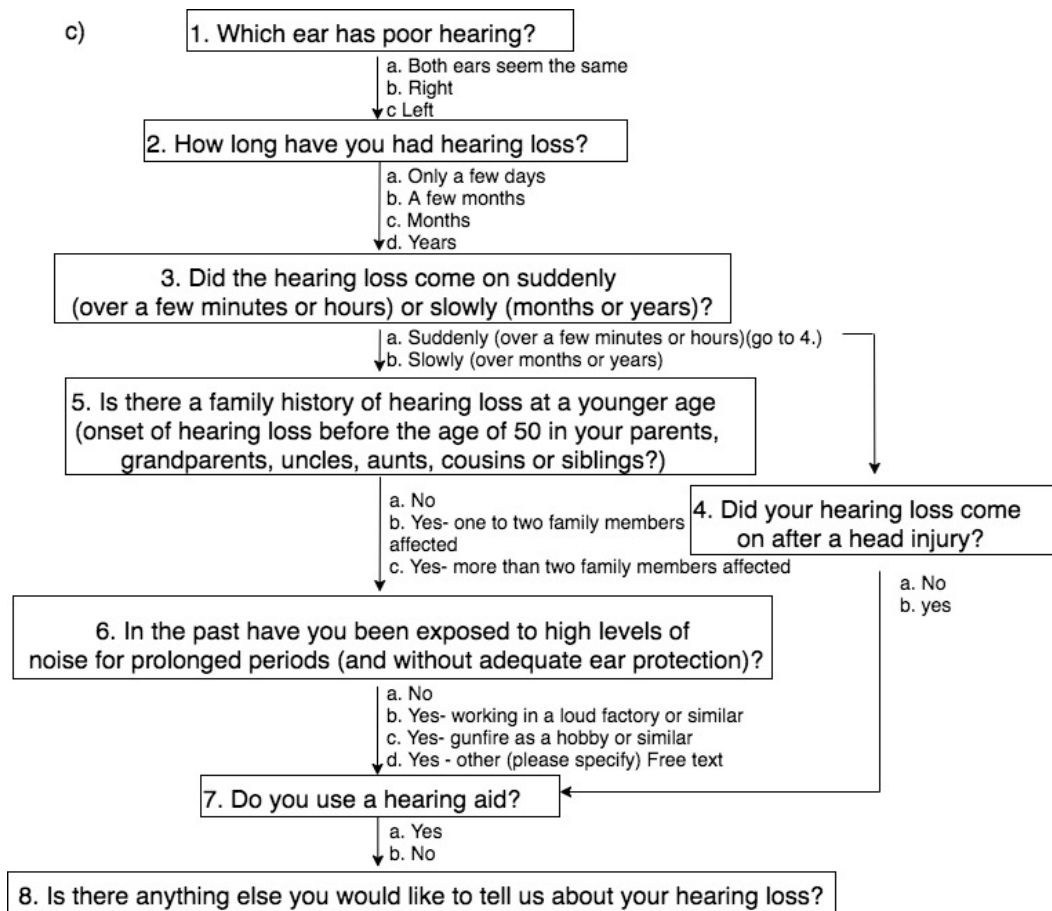 c)
1. Which ear has poor hearing?
a. Both ears seem the same
b. Right
c Left
2. How long have you had hearing loss?
a. Only a few days
b. A few months
c. Months
d. Years
3. Did the hearing loss come on suddenly
(over a few minutes or hours) or slowly (months or years)?
a. Suddenly (over a few minutes or hours)(go to 4.)
b. Slowly (over months or years)
5. Is there a family history of hearing loss at a younger age
(onset of hearing loss before the age of 50 in your parents,
grandparents, uncles, aunts, cousins or siblings?)
a. No
b. Yes- one to two family members
affected
c. Yes- more than two family members affected
4. Did your hearing loss come
on after a head injury?
a. No
b. yes
6. In the past have you been exposed to high levels of
noise for prolonged periods (and without adequate ear protection)?
a. No
b. Yes- working in a loud factory or similar
c. Yes- gunfire as a hobby or similar
d. Yes - other (please specify) Free text
7. Do you use a hearing aid?
a. Yes
b. No
8. Is there anything else you would like to tell us about your hearing loss?